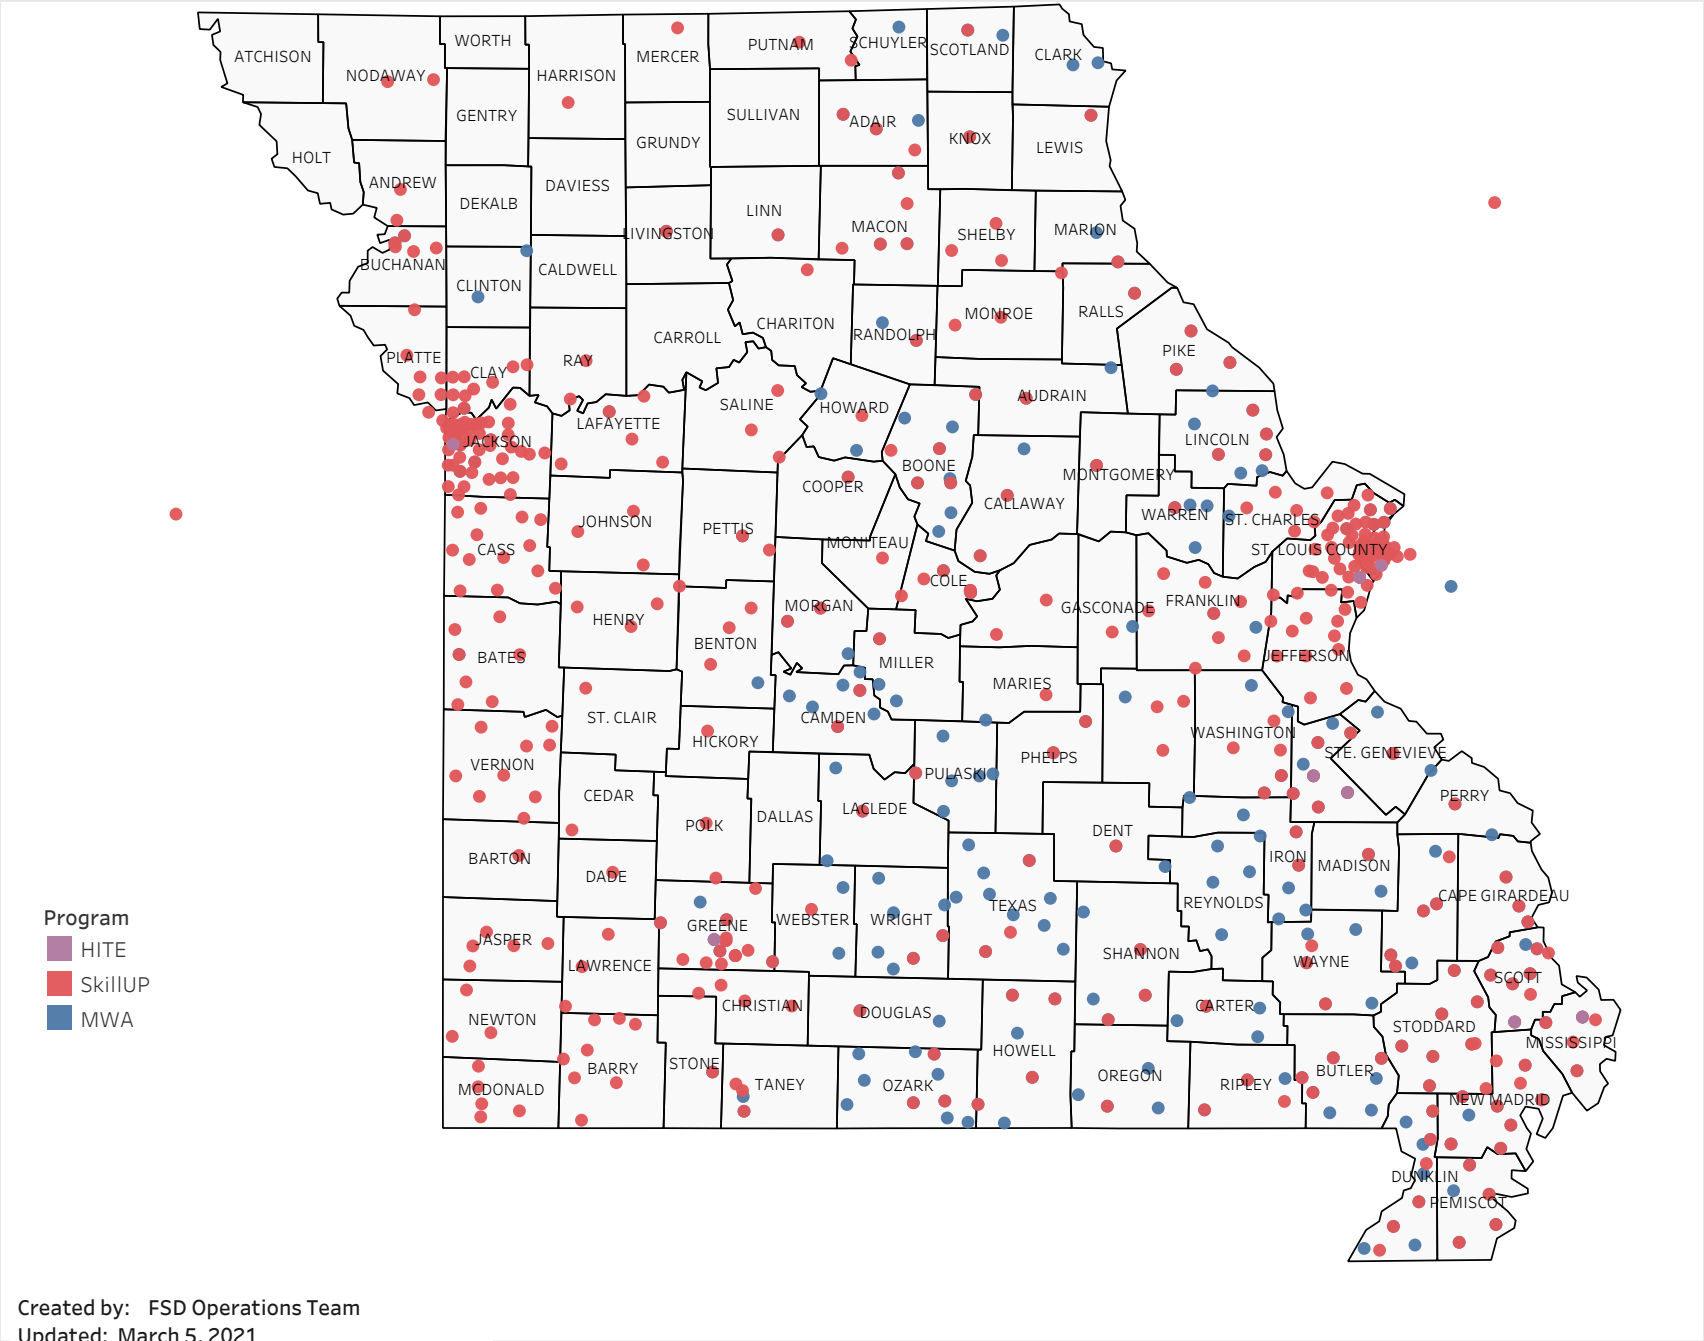 WORTH
PUTNAM
SCHUYLER
SCOTLAND
CLARK
ATCHISON
MERCER
NODAWAY
HARRISON
GENTRY
SULLIVAN
ADAIR
KNOX
GRUNDY
LEWIS
HOLT
ANDREW
DAVIESS
DEKALB
LINN
MACON
LIVINGSTON
SHELBY
MARION
BUCHANAN
CALDWELL
CLINTON
CHARITON
MONROE
RALLS
RANDOLPH
CARROLL
PIKE
PLATTE
RAY
CLAY
AUDRAIN
SALINE
HOWARD
LAFAYETTE
JACKSON
LINCOLN
BOONE
MONTGOMERY
COOPER
CALLAWAY
WARREN
ST. CHARLES
JOHNSON
PETTIS
MONITEAU
CASS
ST. LOUIS COUNTY
COLE
MORGAN
GASCONADE
FRANKLIN
HENRY
BENTON
BATES
MILLER
JEFFERSON
MARIES
ST. CLAIR
CAMDEN
HICKORY
WASHINGTON
STE. GENEVIEVE
VERNON
PULASKI
PHELPS
CEDAR
LACLEDE
PERRY
POLK
DALLAS
DENT
BARTON
IRON
MADISON
DADE
CAPE GIRARDEAU
REYNOLDS
TEXAS
WEBSTER
WRIGHT
GREENE
JASPER
SHANNON
LAWRENCE
WAYNE
SCOTT
Program
HITE
SkillUP
MWA
CHRISTIAN
CARTER
DOUGLAS
NEWTON
STODDARD
MISSISSIPPI
HOWELL
STONE
BARRY
BUTLER
OREGON
TANEY
OZARK
RIPLEY
MCDONALD
NEW MADRID
DUNKLIN
PEMISCOT
Created by: FSD Operations Team
Updated: March 5, 2021